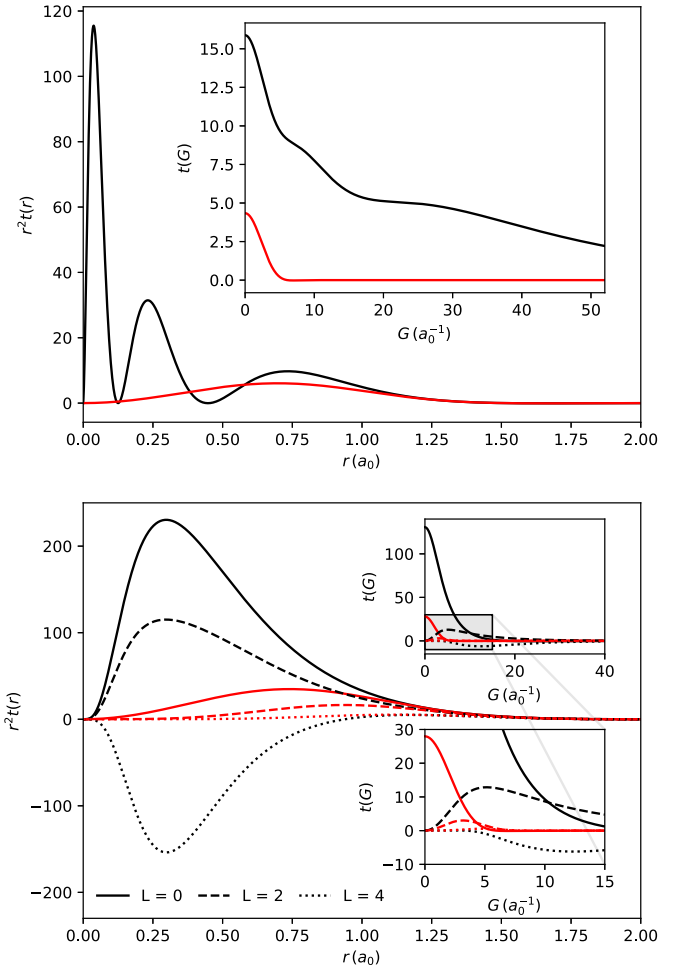 120
100
80
60
40
20
0
r²t(r)
0.00 0.25 0.50 0.75 1.00 1.25 1.50 1.75 2.00
r (a₀)
15.0
12.5
10.0
7.5
5.0
2.5
0.0
t(G)
0 10 20 30 40 50
G (a₀⁻¹)
200
100
0
−100
−200
r²t(r)
0.00 0.25 0.50 0.75 1.00 1.25 1.50 1.75 2.00
r (a₀)
L = 0 L = 2 L = 4
100
50
0
t(G)
0 20 40
G (a₀⁻¹)
30
20
10
0
−10
t(G)
0 5 10 15
G (a₀⁻¹)